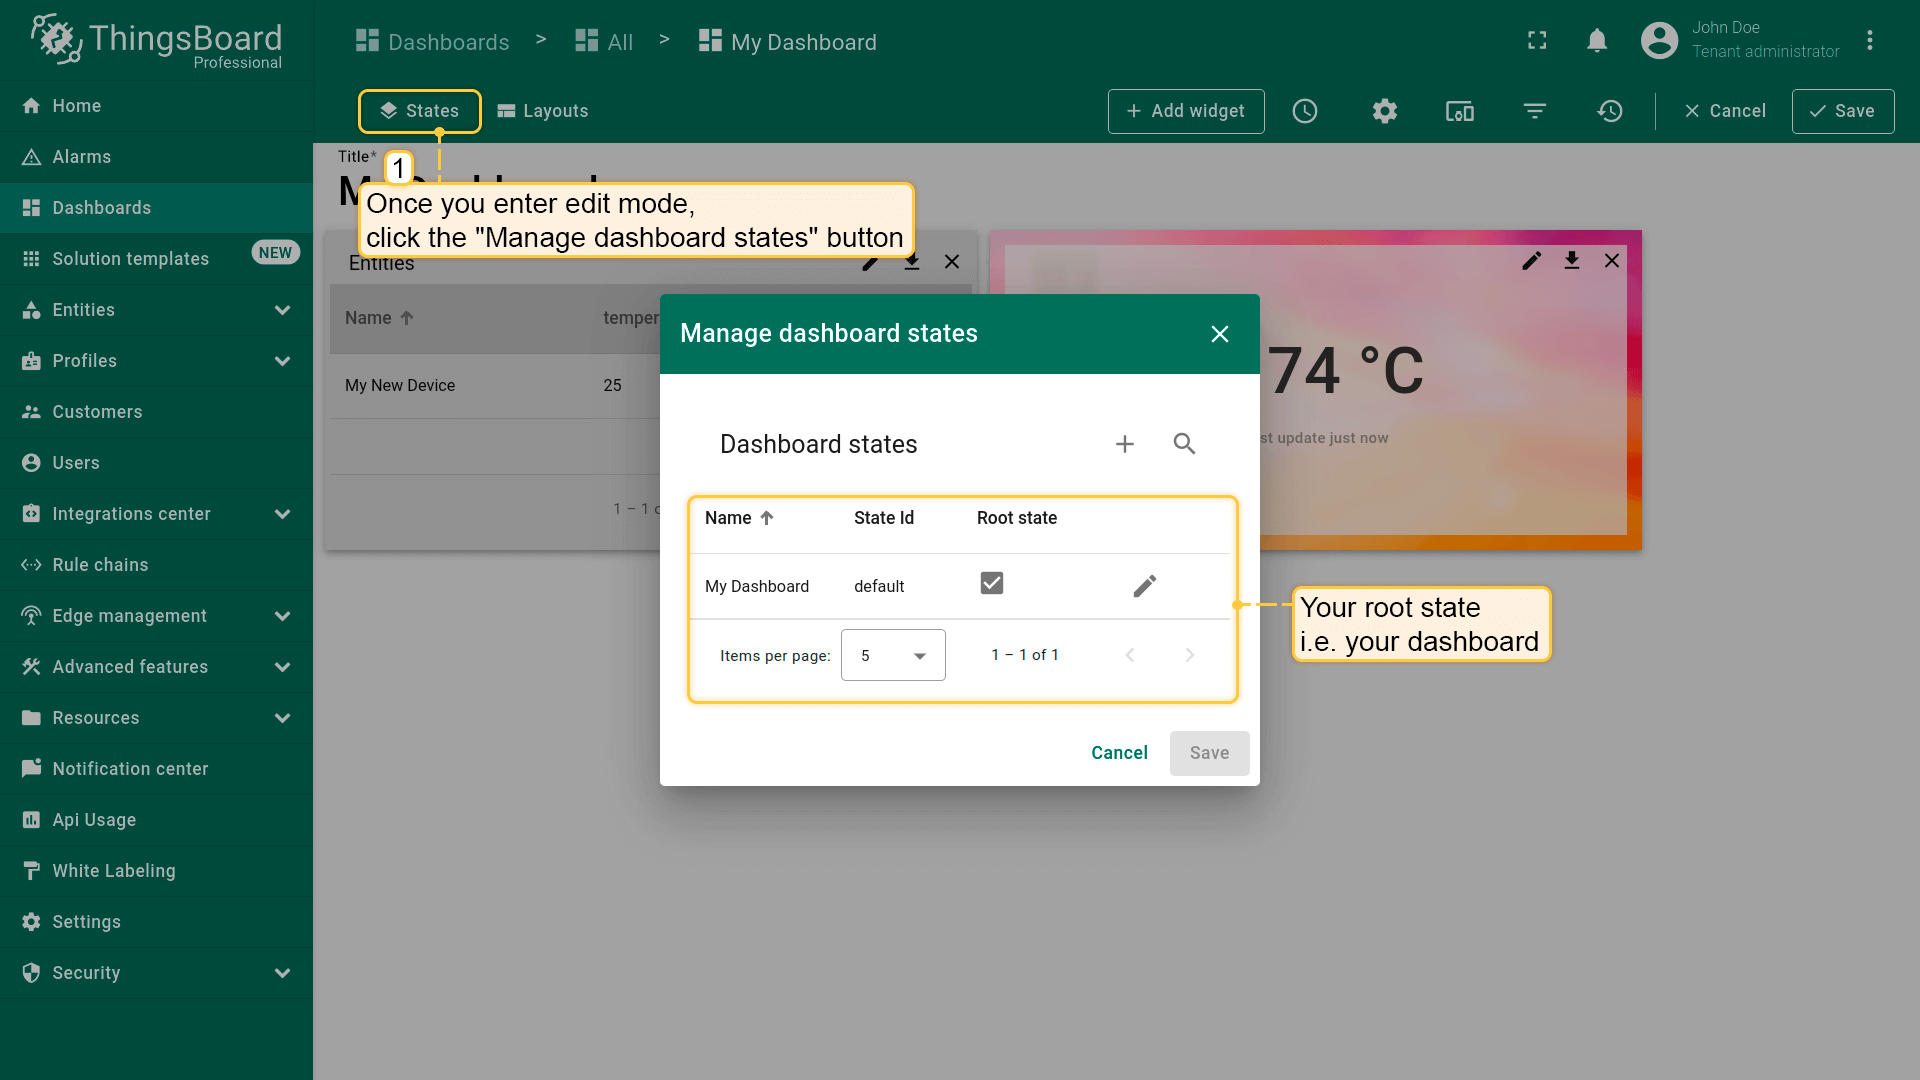 ThingsBoard
Professional
Dashboards > All > My Dashboard
John Doe
Tenant administrator
Home
Alarms
Dashboards
Solution templates NEW
Entities
Profiles
Customers
Users
Integrations center
Rule chains
Edge management
Advanced features
Resources
Notification center
Api Usage
White Labeling
Settings
Security
States
Layouts
Add widget
Cancel
Save
Title*
1
Once you enter edit mode,
click the "Manage dashboard states" button
Entities
Name
My New Device 25
1 – 1
74 °C
update just now
Manage dashboard states
Dashboard states
Name State Id Root state
My Dashboard default
Items per page: 5 1 – 1 of 1
Cancel Save
Your root state
i.e. your dashboard